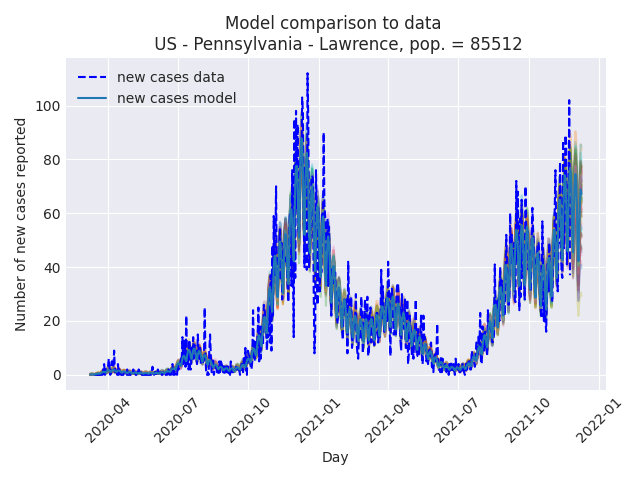 Model comparison to data
US - Pennsylvania - Lawrence, pop. = 85512
new cases data
new cases model
Number of new cases reported
100
80
60
40
20
0
2020-04
2020-07
2020-10
2021-01
2021-04
2021-07
2021-10
2022-01
Day